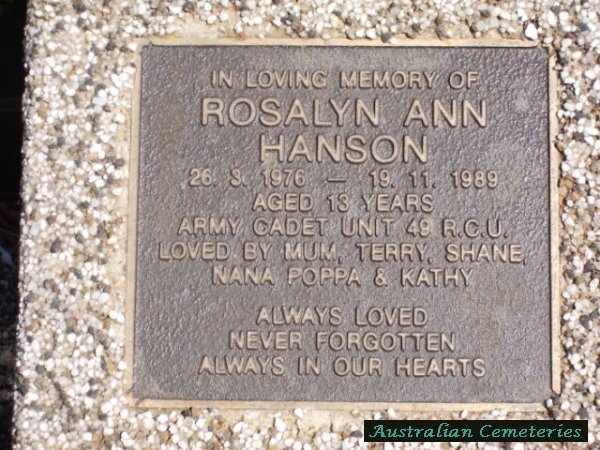 IN LOVING MEMORY OF
ROSALYN ANN
HANSON
26. 3. 1976 — 19. 11. 1989
AGED 13 YEARS
ARMY CADET UNIT 49 R.C.U.
LOVED BY MUM, TERRY, SHANE,
NANA POPPA & KATHY
ALWAYS LOVED
NEVER FORGOTTEN
ALWAYS IN OUR HEARTS
Australian Cemeteries